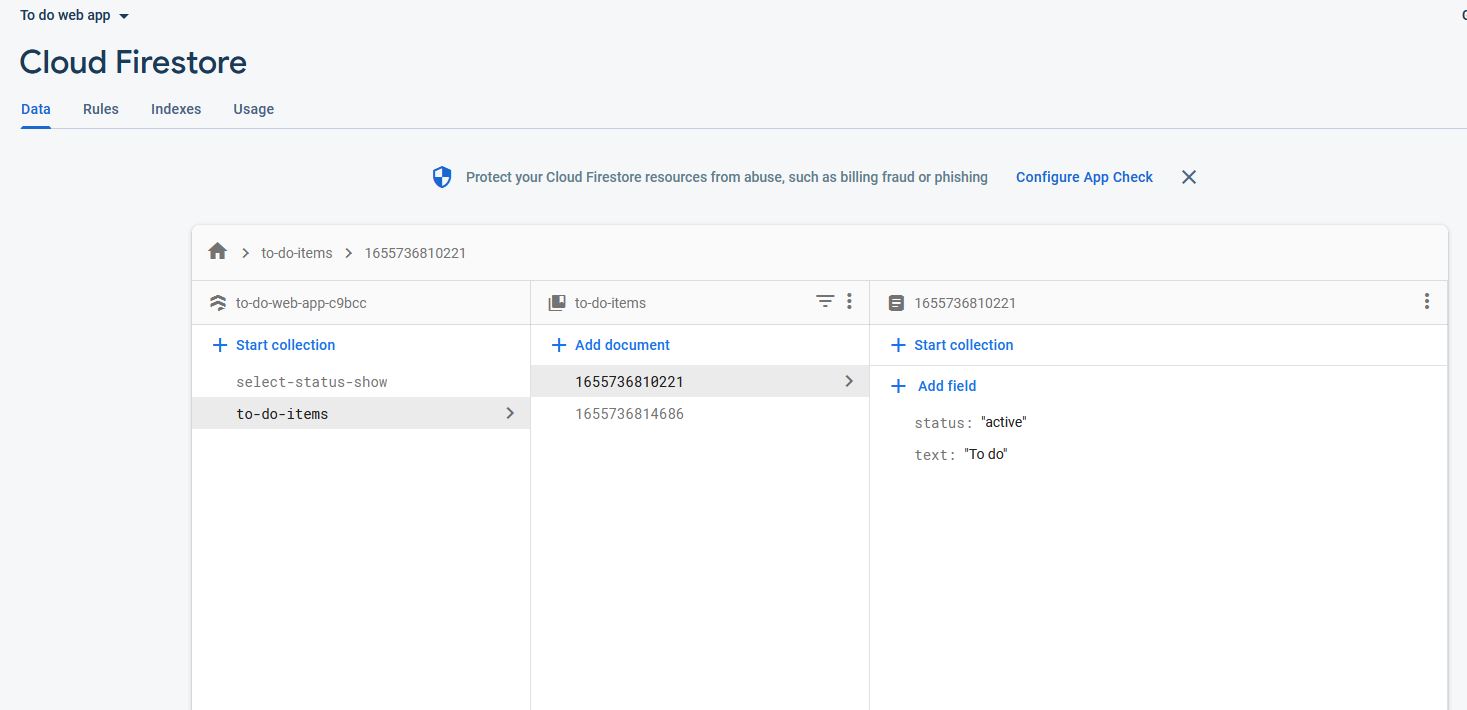 To do web app
Cloud Firestore
Data Rules Indexes Usage
Protect your Cloud Firestore resources from abuse, such as billing fraud or phishing Configure App Check
to-do-items 1655736810221
to-do-web-app-c9bcc to-do-items 1655736810221
Start collection Add document Start collection
select-status-show 1655736810221 Add field
to-do-items 1655736814686 status: "active"
text: "To do"